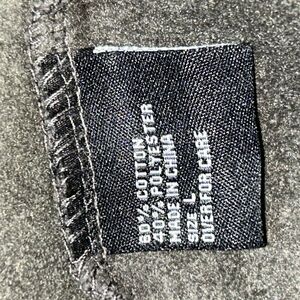 60% COTTON
40% POLYESTER
MADE IN CHINA
SIZE L
OVER FOR CARE